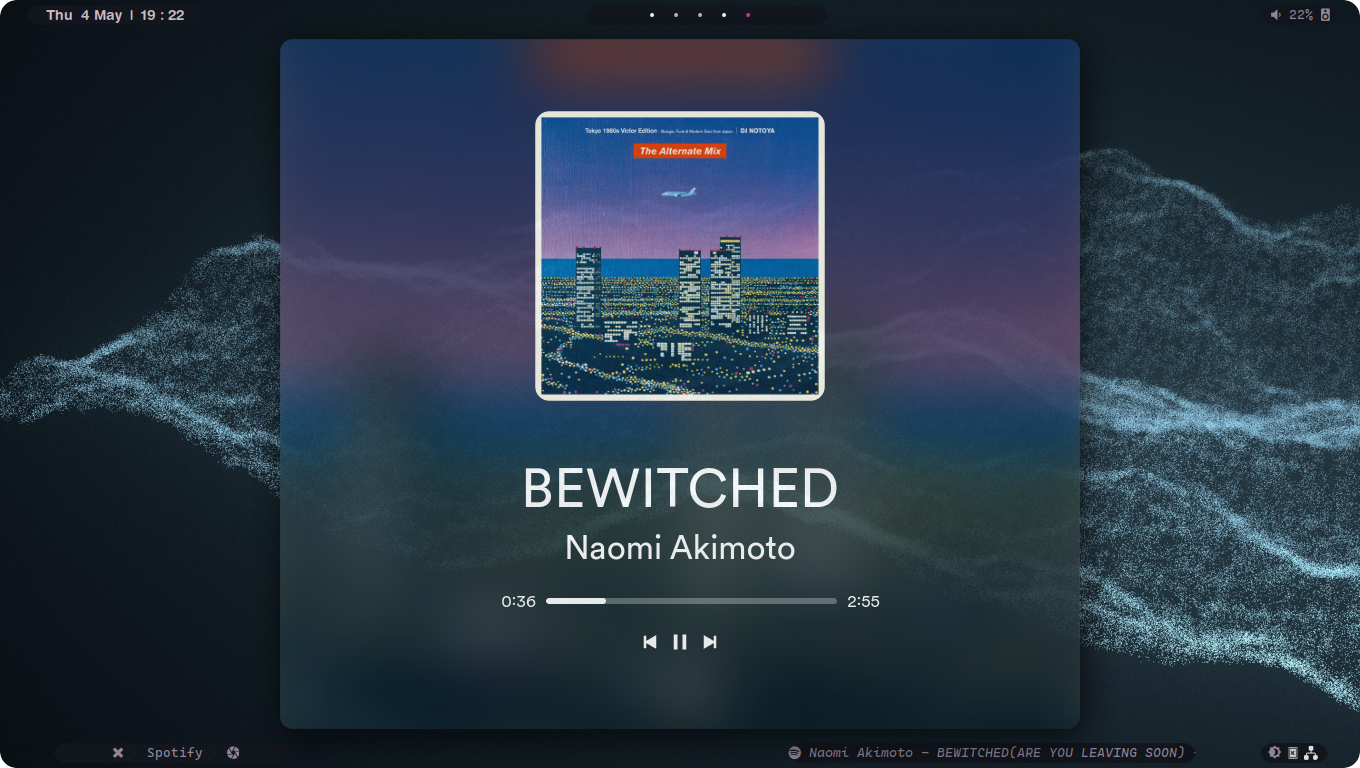 Thu 4 May | 19 : 22
22%
Tokyo 1980s Victor Edition - Boogie, Funk & Modern Soul from Japan | DJ NOTOYA
The Alternate Mix
BEWITCHED
Naomi Akimoto
0:36
2:55
Spotify
Naomi Akimoto – BEWITCHED(ARE YOU LEAVING SOON)